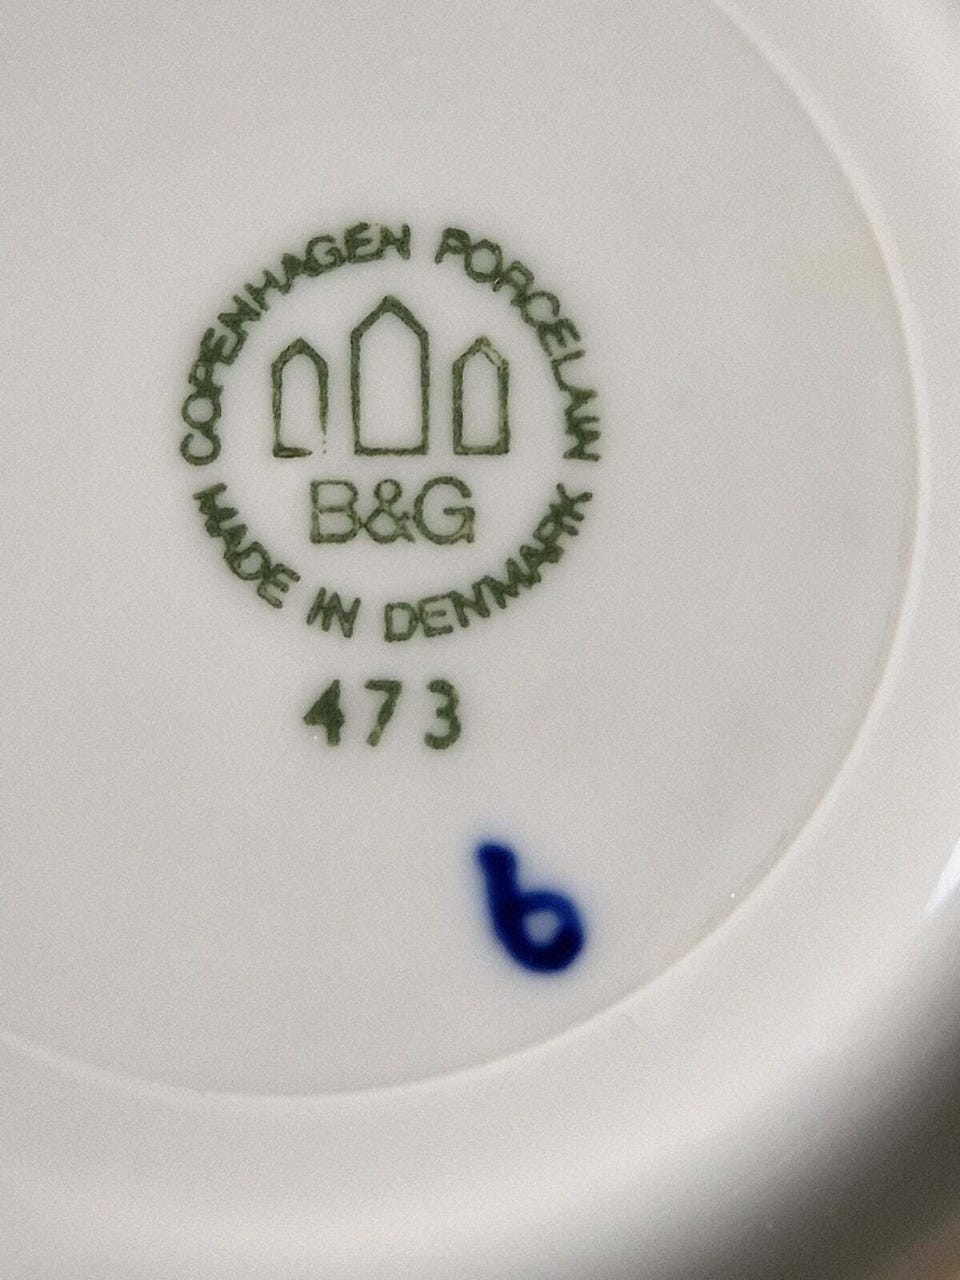 COPENHAGEN PORCELAIN
B&G
MADE IN DENMARK
473
6